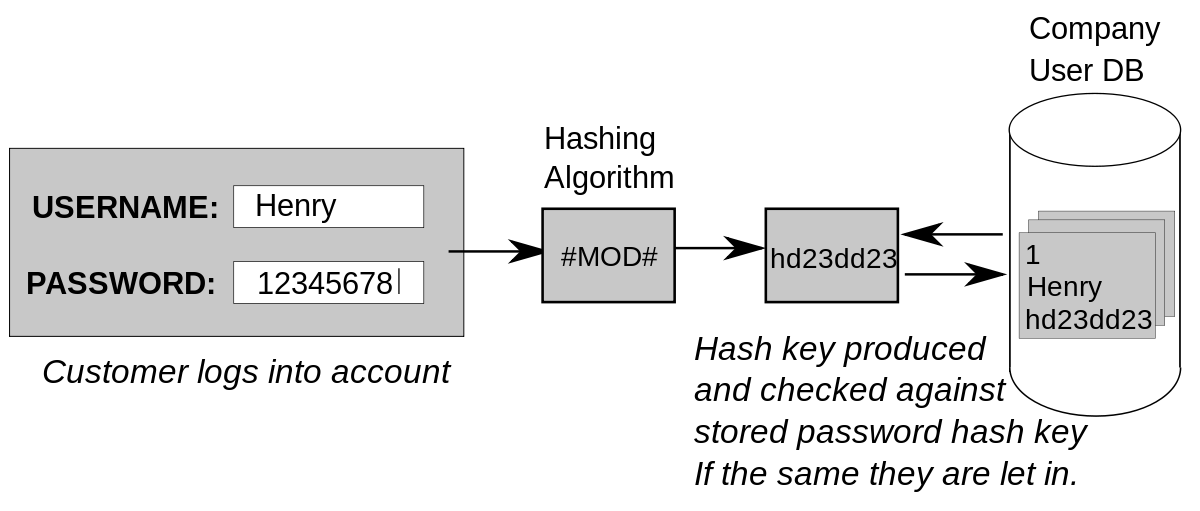 Company
User DB
Hashing
Algorithm
USERNAME: Henry
PASSWORD: 12345678
#MOD#
hd23dd23
1
Henry
hd23dd23
Customer logs into account
Hash key produced
and checked against
stored password hash key
If the same they are let in.